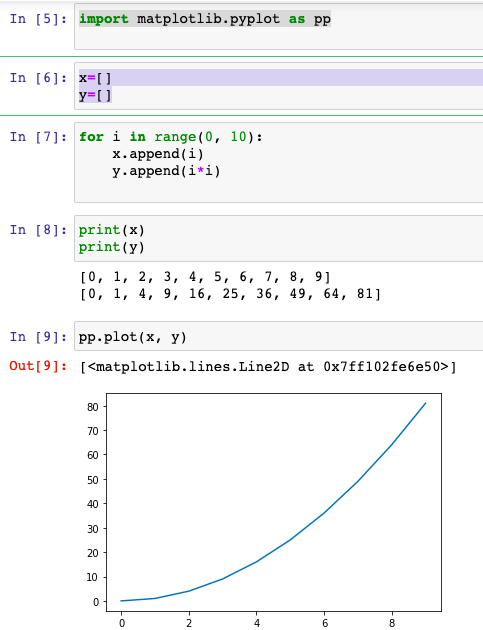 In [5]: import matplotlib.pyplot as pp
In [6]: x=[]
y=[]
In [7]: for i in range(0, 10):
    x.append(i)
    y.append(i*i)
In [8]: print(x)
print(y)
[0, 1, 2, 3, 4, 5, 6, 7, 8, 9]
[0, 1, 4, 9, 16, 25, 36, 49, 64, 81]
In [9]: pp.plot(x, y)
Out[9]: [<matplotlib.lines.Line2D at 0x7ff102fe6e50>]
80
70
60
50
40
30
20
10
0
0 2 4 6 8